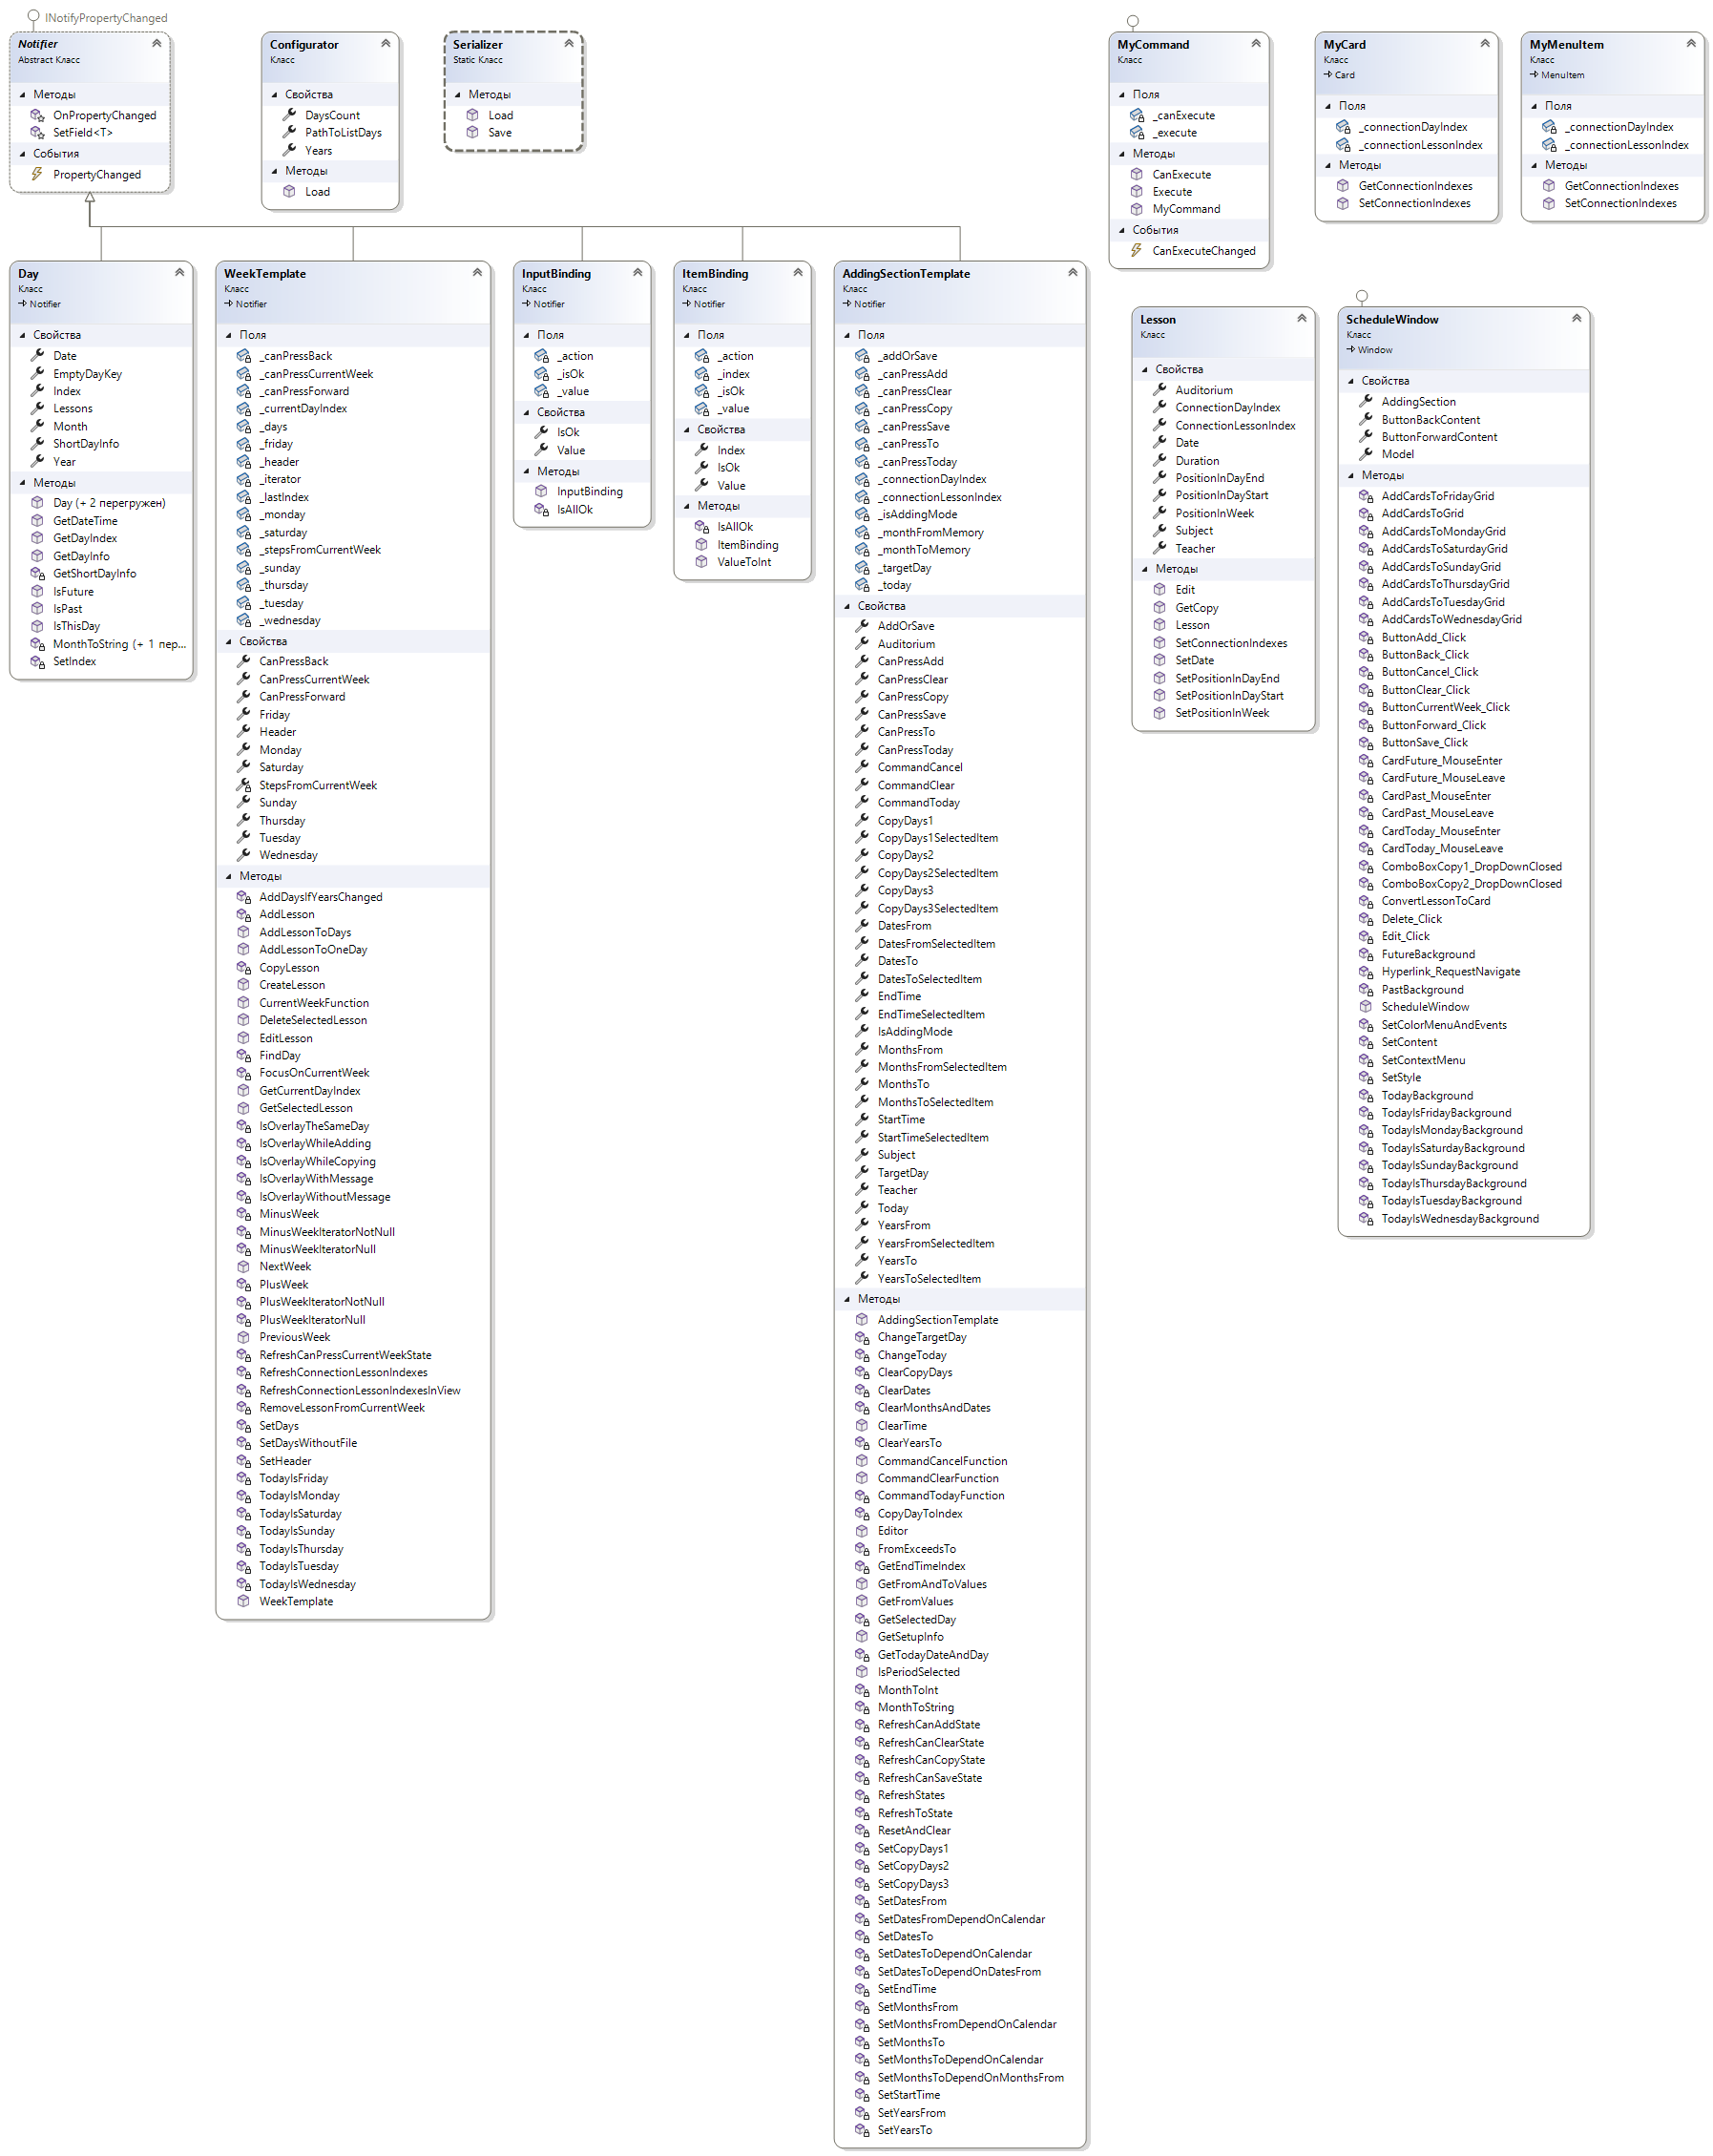 INotifyPropertyChanged
Notifier
Abstract Класс
Методы
OnPropertyChanged
SetField<T>
События
PropertyChanged
Configurator
Класс
Свойства
DaysCount
PathToListDays
Years
Методы
Load
Serializer
Static Класс
Методы
Load
Save
MyCommand
Класс
Поля
_canExecute
_execute
Методы
CanExecute
Execute
MyCommand
События
CanExecuteChanged
MyCard
Класс
Card
Поля
_connectionDayIndex
_connectionLessonIndex
Методы
GetConnectionIndexes
SetConnectionIndexes
MyMenuItem
Класс
MenuItem
Поля
_connectionDayIndex
_connectionLessonIndex
Методы
GetConnectionIndexes
SetConnectionIndexes
Day
Класс
Notifier
Свойства
Date
EmptyDayKey
Index
Lessons
Month
ShortDayInfo
Year
Методы
Day (+ 2 перегружен)
GetDateTime
GetDayIndex
GetDayInfo
GetShortDayInfo
IsFuture
IsPast
IsThisDay
MonthToString (+ 1 пер...
SetIndex
WeekTemplate
Класс
Notifier
Поля
_canPressBack
_canPressCurrentWeek
_canPressForward
_currentDayIndex
_days
_friday
_header
_iterator
_lastIndex
_monday
_saturday
_stepsFromCurrentWeek
_sunday
_thursday
_tuesday
_wednesday
Свойства
CanPressBack
CanPressCurrentWeek
CanPressForward
Friday
Header
Monday
Saturday
StepsFromCurrentWeek
Sunday
Thursday
Tuesday
Wednesday
Методы
AddDaysIfYearsChanged
AddLesson
AddLessonToDays
AddLessonToOneDay
CopyLesson
CreateLesson
CurrentWeekFunction
DeleteSelectedLesson
EditLesson
FindDay
FocusOnCurrentWeek
GetCurrentDayIndex
GetSelectedLesson
IsOverlayTheSameDay
IsOverlayWhileAdding
IsOverlayWhileCopying
IsOverlayWithMessage
IsOverlayWithoutMessage
MinusWeek
MinusWeekIteratorNotNull
MinusWeekIteratorNull
NextWeek
PlusWeek
PlusWeekIteratorNotNull
PlusWeekIteratorNull
PreviousWeek
RefreshCanPressCurrentWeekState
RefreshConnectionLessonIndexes
RefreshConnectionLessonIndexesInView
RemoveLessonFromCurrentWeek
SetDays
SetDaysWithoutFile
SetHeader
TodayIsFriday
TodayIsMonday
TodayIsSaturday
TodayIsSunday
TodayIsThursday
TodayIsTuesday
TodayIsWednesday
WeekTemplate
InputBinding
Класс
Notifier
Поля
_action
_isOk
_value
Свойства
IsOk
Value
Методы
InputBinding
IsAllOk
ItemBinding
Класс
Notifier
Поля
_action
_index
_isOk
_value
Свойства
Index
IsOk
Value
Методы
IsAllOk
ItemBinding
ValueToInt
AddingSectionTemplate
Класс
Notifier
Поля
_addOrSave
_canPressAdd
_canPressClear
_canPressCopy
_canPressSave
_canPressTo
_canPressToday
_connectionDayIndex
_connectionLessonIndex
_isAddingMode
_monthFromMemory
_monthToMemory
_targetDay
_today
Свойства
AddOrSave
Auditorium
CanPressAdd
CanPressClear
CanPressCopy
CanPressSave
CanPressTo
CanPressToday
CommandCancel
CommandClear
CommandToday
CopyDays1
CopyDays1SelectedItem
CopyDays2
CopyDays2SelectedItem
CopyDays3
CopyDays3SelectedItem
DatesFrom
DatesFromSelectedItem
DatesTo
DatesToSelectedItem
EndTime
EndTimeSelectedItem
IsAddingMode
MonthsFrom
MonthsFromSelectedItem
MonthsTo
MonthsToSelectedItem
StartTime
StartTimeSelectedItem
Subject
TargetDay
Teacher
Today
YearsFrom
YearsFromSelectedItem
YearsTo
YearsToSelectedItem
Методы
AddingSectionTemplate
ChangeTargetDay
ChangeToday
ClearCopyDays
ClearDates
ClearMonthsAndDates
ClearTime
ClearYearsTo
CommandCancelFunction
CommandClearFunction
CommandTodayFunction
CopyDayToIndex
Editor
FromExceedsTo
GetEndTimeIndex
GetFromAndToValues
GetFromValues
GetSelectedDay
GetSetupInfo
GetTodayDateAndDay
IsPeriodSelected
MonthToInt
MonthToString
RefreshCanAddState
RefreshCanClearState
RefreshCanCopyState
RefreshCanSaveState
RefreshStates
RefreshToState
ResetAndClear
SetCopyDays1
SetCopyDays2
SetCopyDays3
SetDatesFrom
SetDatesFromDependOnCalendar
SetDatesTo
SetDatesToDependOnCalendar
SetDatesToDependOnDatesFrom
SetEndTime
SetMonthsFrom
SetMonthsFromDependOnCalendar
SetMonthsTo
SetMonthsToDependOnCalendar
SetMonthsToDependOnMonthsFrom
SetStartTime
SetYearsFrom
SetYearsTo
Lesson
Класс
Свойства
Auditorium
ConnectionDayIndex
ConnectionLessonIndex
Date
Duration
PositionInDayEnd
PositionInDayStart
PositionInWeek
Subject
Teacher
Методы
Edit
GetCopy
Lesson
SetConnectionIndexes
SetDate
SetPositionInDayEnd
SetPositionInDayStart
SetPositionInWeek
ScheduleWindow
Класс
Window
Свойства
AddingSection
ButtonBackContent
ButtonForwardContent
Model
Методы
AddCardsToFridayGrid
AddCardsToGrid
AddCardsToMondayGrid
AddCardsToSaturdayGrid
AddCardsToSundayGrid
AddCardsToThursdayGrid
AddCardsToTuesdayGrid
AddCardsToWednesdayGrid
ButtonAdd_Click
ButtonBack_Click
ButtonCancel_Click
ButtonClear_Click
ButtonCurrentWeek_Click
ButtonForward_Click
ButtonSave_Click
CardFuture_MouseEnter
CardFuture_MouseLeave
CardPast_MouseEnter
CardPast_MouseLeave
CardToday_MouseEnter
CardToday_MouseLeave
ComboBoxCopy1_DropDownClosed
ComboBoxCopy2_DropDownClosed
ConvertLessonToCard
Delete_Click
Edit_Click
FutureBackground
Hyperlink_RequestNavigate
PastBackground
ScheduleWindow
SetColorMenuAndEvents
SetContent
SetContextMenu
SetStyle
TodayBackground
TodayIsFridayBackground
TodayIsMondayBackground
TodayIsSaturdayBackground
TodayIsSundayBackground
TodayIsThursdayBackground
TodayIsTuesdayBackground
TodayIsWednesdayBackground